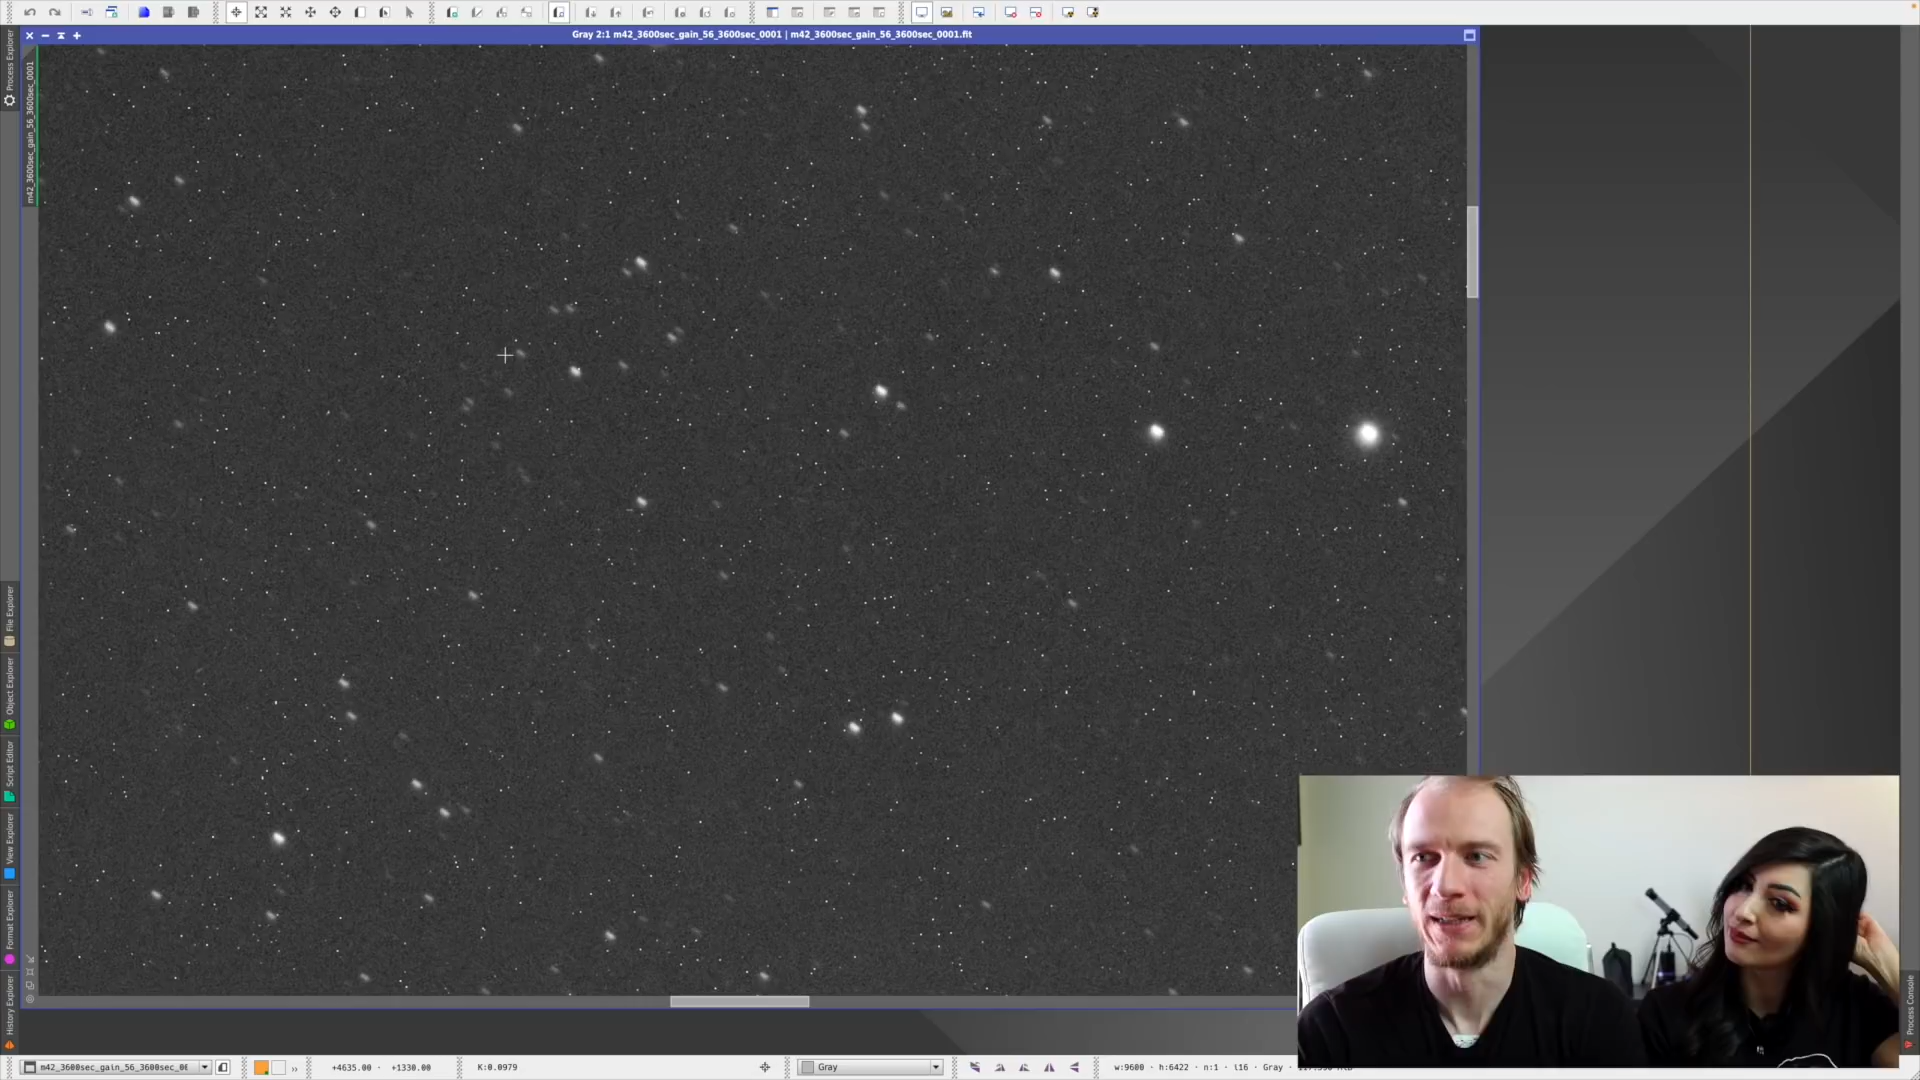 Gray 2:1 m42_3600sec_gain_56_3600sec_0001 | m42_3600sec_gain_56_3600sec_0001.fit
Process Explorer
m42_3600sec_gain_56_3600sec_0001
File Explorer
Object Explorer
Script Editor
View Explorer
Format Explorer
History Explorer
Process Console
+4635.00 · +1330.00
K:0.0979
Gray
w:9600 · h:6422 · n:1 · i16 · Gray ·